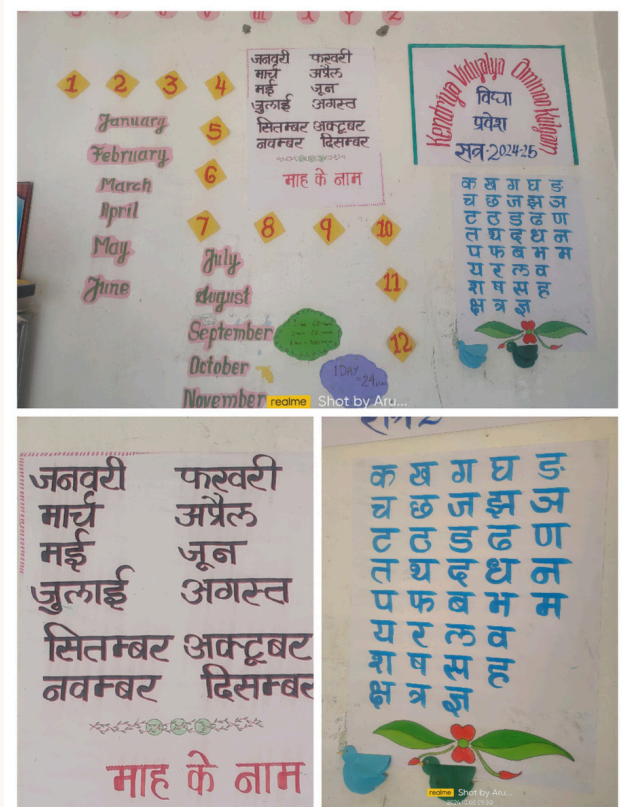 1 2 3 4
5
6
7 8 9 10
11
12
January
February
March
April
May
June
July
August
September
October
November
जनवरी फरवरी
मार्च अप्रैल
मई जून
जुलाई अगस्त
सितम्बर अक्टूबर
नवम्बर दिसम्बर
माह के नाम
Kendriya Vidyalya
विघा
प्रवेश
सत्र-2024-25
क ख ग घ ङ
च छ ज झ ञ
ट ठ ड ढ ण
त थ द ध न
प फ ब भ म
य र ल व
श ष स ह
क्ष त्र ज्ञ
1 DAY
=24
realme Shot by Aru...
जनवरी फरवरी
मार्च अप्रैल
मई जून
जुलाई अगस्त
सितम्बर अक्टूबर
नवम्बर दिसम्बर
माह के नाम
क ख ग घ ङ
च छ ज झ ञ
ट ठ ड ढ ण
त थ द ध न
प फ ब भ म
य र ल व
श ष स ह
क्ष त्र ज्ञ
realme Shot by Aru...